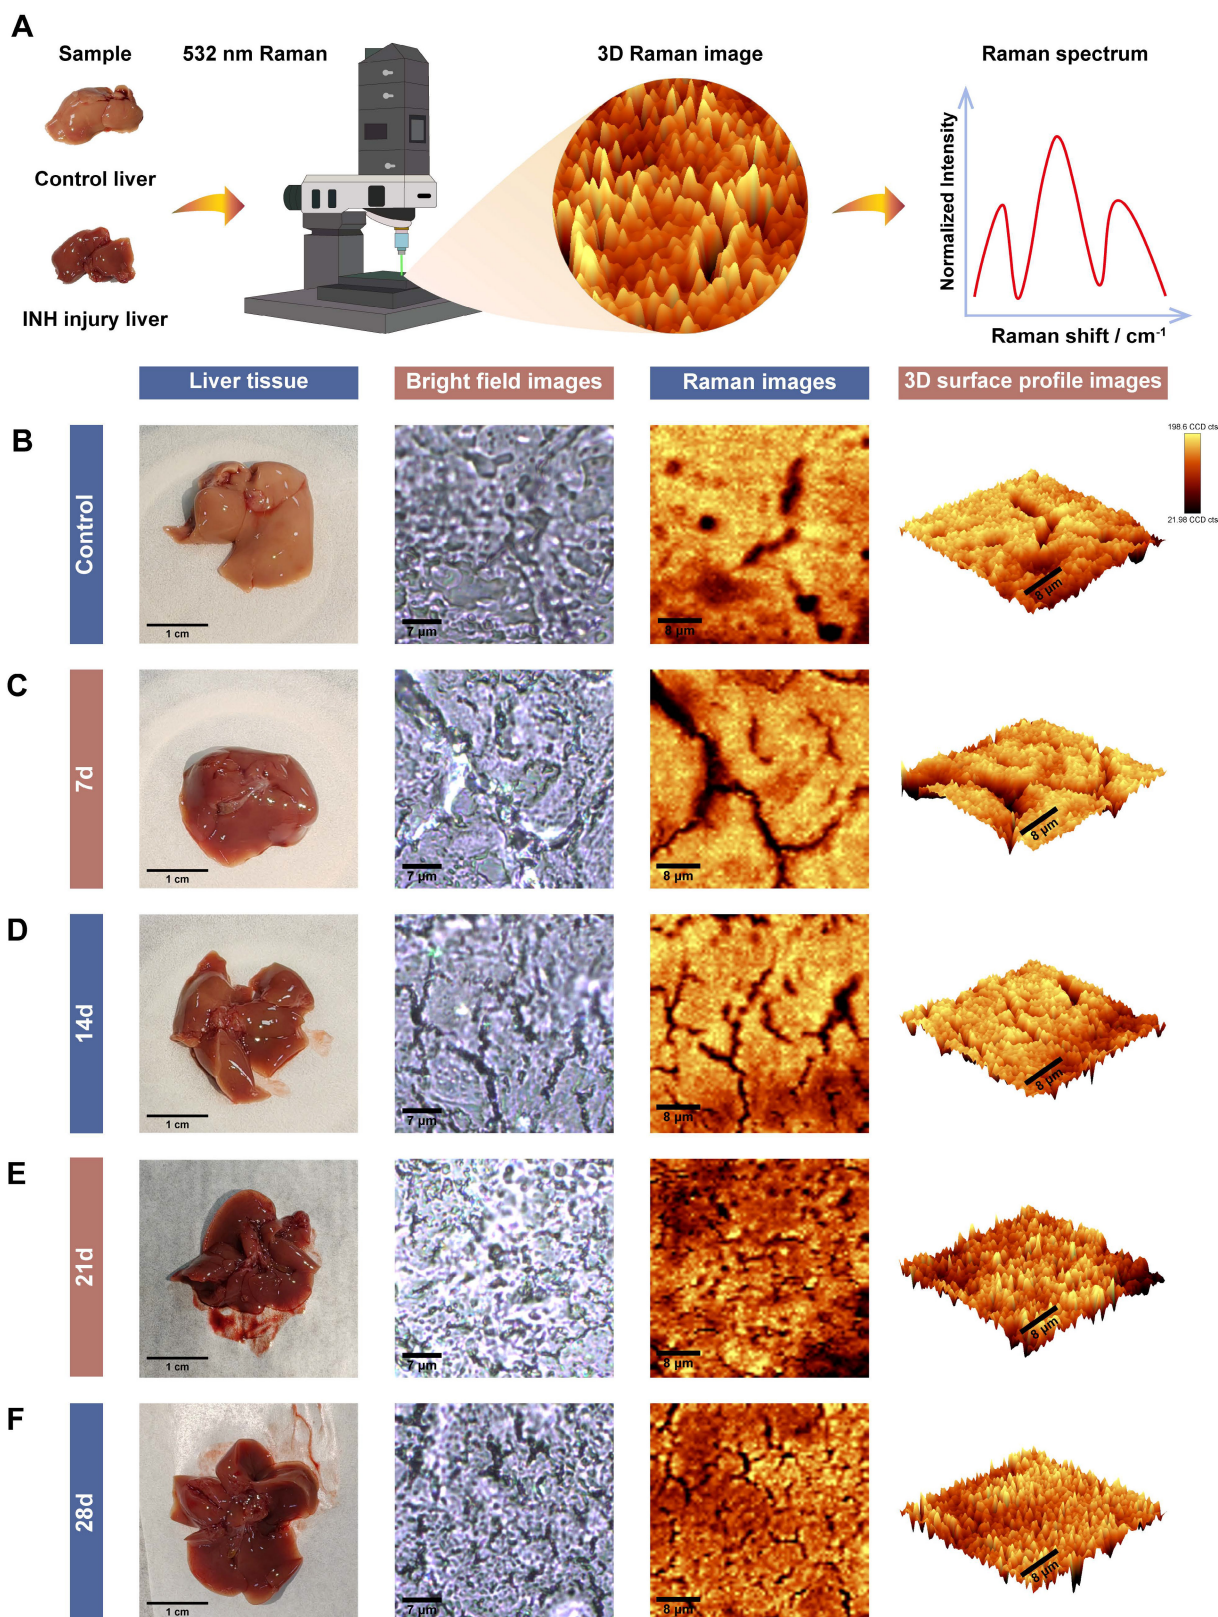 A
Sample
532 nm Raman
3D Raman image
Raman spectrum
Control liver
INH injury liver
Normalized Intensity
Raman shift / cm⁻¹
Liver tissue
Bright field images
Raman images
3D surface profile images
B
Control
1 cm
7 µm
8 µm
8 µm
198.6 CCD cts
21.98 CCD cts
C
7d
1 cm
7 µm
8 µm
8 µm
D
14d
1 cm
7 µm
8 µm
8 µm
E
21d
1 cm
7 µm
8 µm
8 µm
F
28d
1 cm
7 µm
8 µm
8 µm